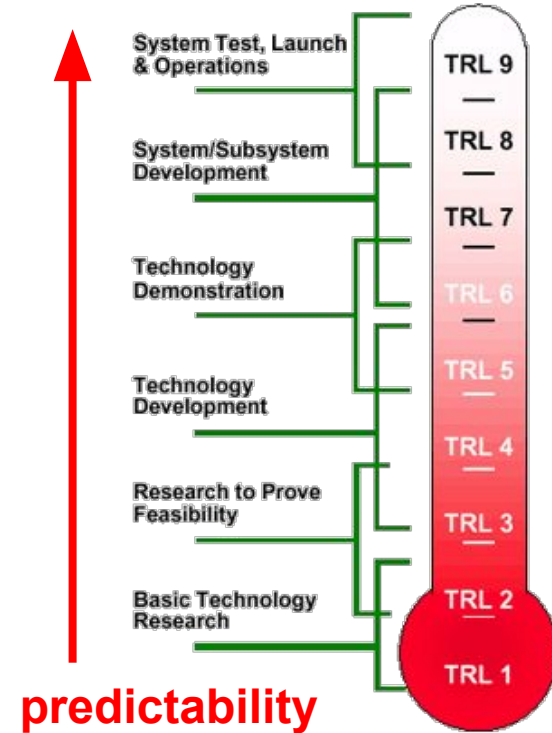 System Test, Launch
& Operations
System/Subsystem
Development
Technology
Demonstration
Technology
Development
Research to Prove
Feasibility
Basic Technology
Research
TRL 9
TRL 8
TRL 7
TRL 6
TRL 5
TRL 4
TRL 3
TRL 2
TRL 1
predictability